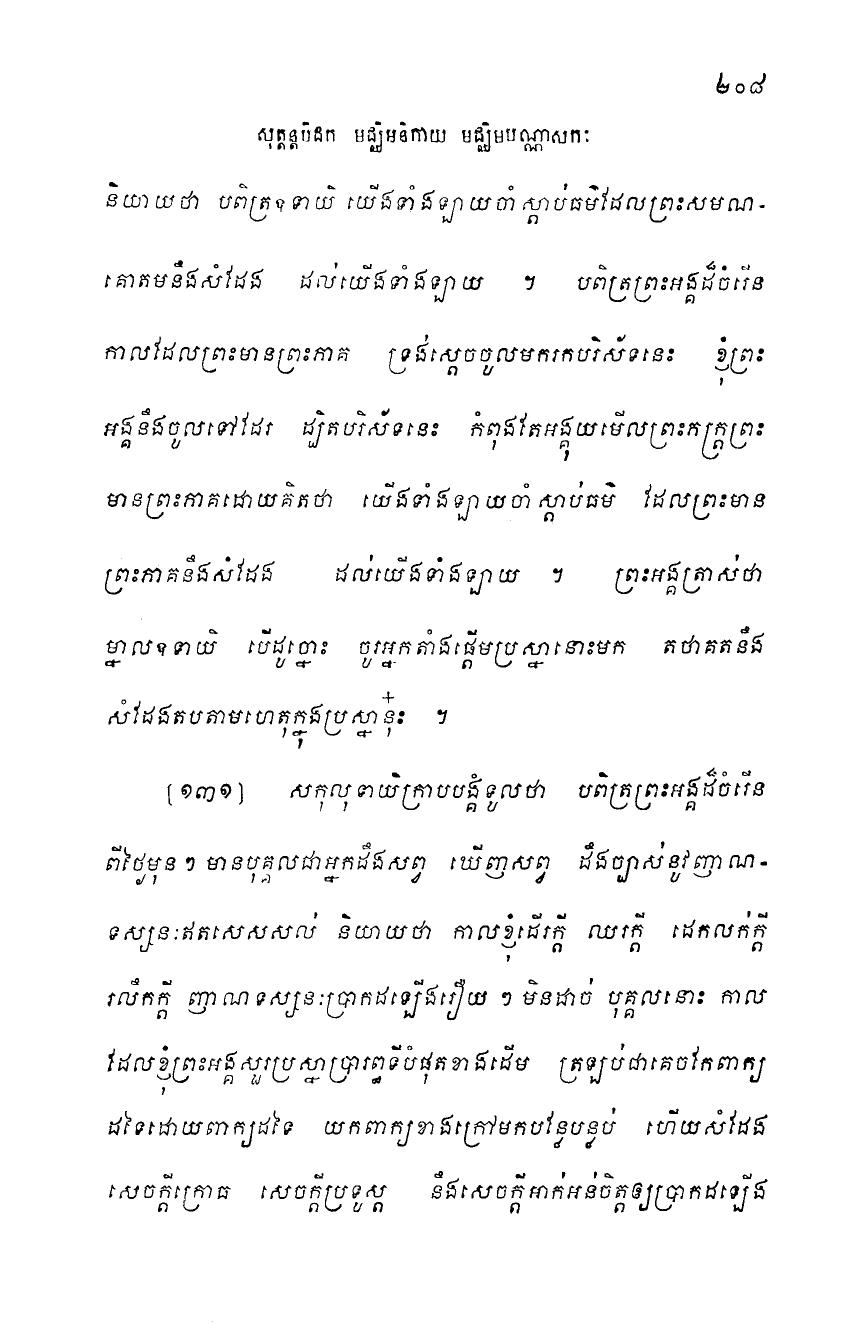 ២០៨
សុត្តន្តបិដក មជ្ឈិមនិកាយ មជ្ឈិមបណ្ណាសកៈ
និយាយថា បពិត្រឧទាយិ យើងទាំងឡាយចាំស្តាប់ធម៌ដែលព្រះសមណ-
គោតមនឹងសំដែង ដល់យើងទាំងឡាយ ។ បពិត្រព្រះអង្គដ៏ចំរើន
កាលដែលព្រះមានព្រះភាគ ទ្រង់ស្តេចចូលមករកបរិស័ទនេះ ខ្ញុំព្រះ
អង្គនឹងចូលទៅដែរ ដ្បិតបរិស័ទនេះ កំពុងតែអង្គុយមើលព្រះភក្ត្រព្រះ
មានព្រះភាគដោយគិតថា យើងទាំងឡាយចាំស្តាប់ធម៌ ដែលព្រះមាន
ព្រះភាគនឹងសំដែង ដល់យើងទាំងឡាយ ។ ព្រះអង្គត្រាស់ថា
ម្នាលឧទាយិ បើដូច្នោះ ចូរអ្នកតាំងផ្តើមប្រស្នានោះមក តថាគតនឹង
សំដែងតបតាមហេតុក្នុងប្រស្នានុ៎ះ ។
[១៣១] សកុលុទាយិក្រាបបង្គំទូលថា បពិត្រព្រះអង្គដ៏ចំរើន
ពីថ្ងៃមុន ៗ មានបុគ្គលជាអ្នកដឹងសព្វ ឃើញសព្វ ដឹងច្បាស់នូវញាណ-
ទស្សនៈឥតសេសសល់ និយាយថា កាលខ្ញុំដើរក្តី ឈរក្តី ដេកលក់ក្តី
រលឹកក្តី ញាណទស្សនៈប្រាកដឡើងរឿយ ៗ មិនដាច់ បុគ្គលនោះ កាល
ដែលខ្ញុំព្រះអង្គសួរប្រស្នាប្រារព្ធទីបំផុតខាងដើម ត្រឡប់ជាគេចកែពាក្យ
ដទៃដោយពាក្យដទៃ យកពាក្យខាងក្រៅមកបន្ទៃបន្ទប់ ហើយសំដែង
សេចក្តីក្រោធ សេចក្តីប្រទូស្ត នឹងសេចក្តីអាក់អន់ចិត្តឲ្យប្រាកដឡើង